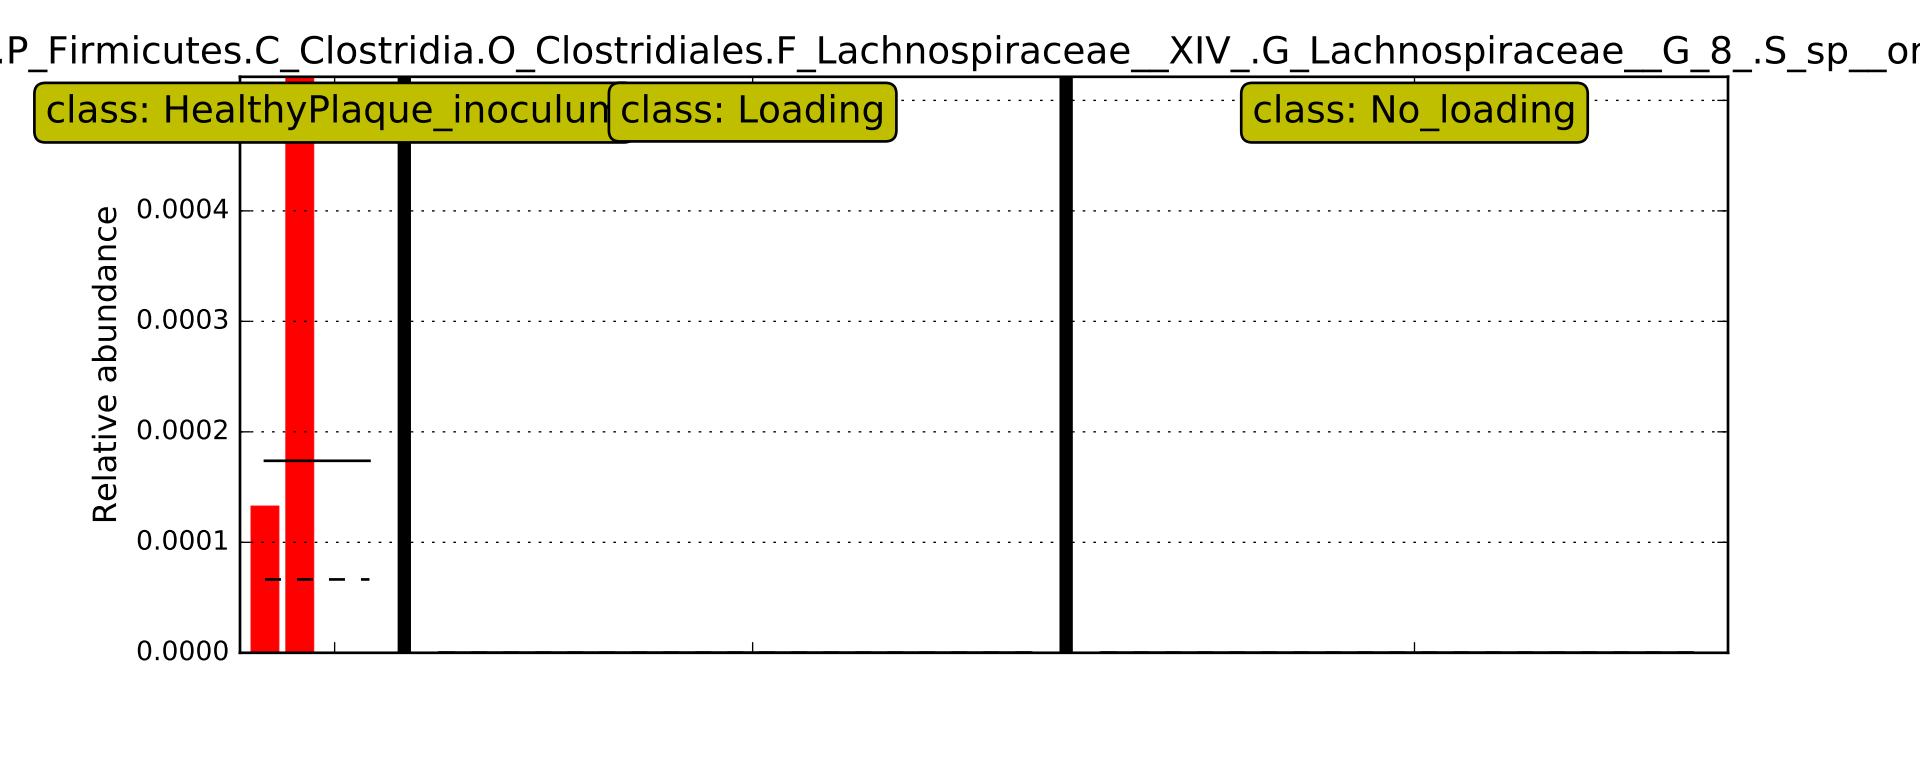 .P_Firmicutes.C_Clostridia.O_Clostridiales.F_Lachnospiraceae__XIV_.G_Lachnospiraceae__G_8_.S_sp__or
class: HealthyPlaque_inoculum
class: Loading
class: No_loading
Relative abundance
0.0004
0.0003
0.0002
0.0001
0.0000